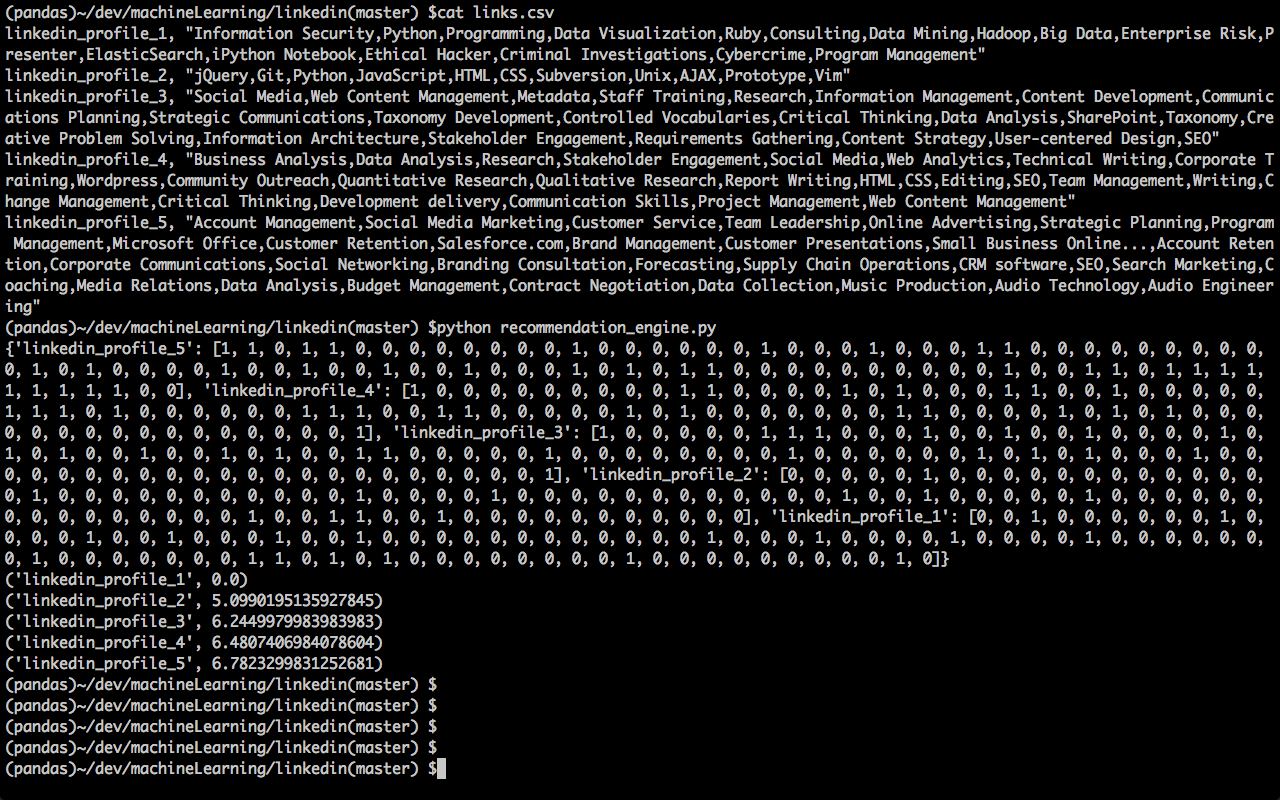 (pandas)~/dev/machineLearning/linkedin(master) $cat links.csv
linkedin_profile_1, "Information Security,Python,Programming,Data Visualization,Ruby,Consulting,Data Mining,Hadoop,Big Data,Enterprise Risk,P
resenter,ElasticSearch,iPython Notebook,Ethical Hacker,Criminal Investigations,Cybercrime,Program Management"
linkedin_profile_2, "jQuery,Git,Python,JavaScript,HTML,CSS,Subversion,Unix,AJAX,Prototype,Vim"
linkedin_profile_3, "Social Media,Web Content Management,Metadata,Staff Training,Research,Information Management,Content Development,Communic
ations Planning,Strategic Communications,Taxonomy Development,Controlled Vocabularies,Critical Thinking,Data Analysis,SharePoint,Taxonomy,Cre
ative Problem Solving,Information Architecture,Stakeholder Engagement,Requirements Gathering,Content Strategy,User-centered Design,SEO"
linkedin_profile_4, "Business Analysis,Data Analysis,Research,Stakeholder Engagement,Social Media,Web Analytics,Technical Writing,Corporate T
raining,Wordpress,Community Outreach,Quantitative Research,Qualitative Research,Report Writing,HTML,CSS,Editing,SEO,Team Management,Writing,C
hange Management,Critical Thinking,Development delivery,Communication Skills,Project Management,Web Content Management"
linkedin_profile_5, "Account Management,Social Media Marketing,Customer Service,Team Leadership,Online Advertising,Strategic Planning,Program
 Management,Microsoft Office,Customer Retention,Salesforce.com,Brand Management,Customer Presentations,Small Business Online...,Account Reten
tion,Corporate Communications,Social Networking,Branding Consultation,Forecasting,Supply Chain Operations,CRM software,SEO,Search Marketing,C
oaching,Media Relations,Data Analysis,Budget Management,Contract Negotiation,Data Collection,Music Production,Audio Technology,Audio Engineer
ing"
(pandas)~/dev/machineLearning/linkedin(master) $python recommendation_engine.py
{'linkedin_profile_5': [1, 1, 0, 1, 1, 0, 0, 0, 0, 0, 0, 0, 0, 1, 0, 0, 0, 0, 0, 0, 1, 0, 0, 0, 1, 0, 0, 0, 1, 1, 0, 0, 0, 0, 0, 0, 0, 0, 0,
0, 1, 0, 1, 0, 0, 0, 0, 1, 0, 0, 1, 0, 0, 1, 0, 0, 1, 0, 0, 0, 1, 0, 1, 0, 1, 1, 0, 0, 0, 0, 0, 0, 0, 0, 0, 1, 0, 0, 1, 1, 0, 1, 1, 1, 1, 1,
1, 1, 1, 1, 1, 0, 0], 'linkedin_profile_4': [1, 0, 0, 0, 0, 0, 0, 0, 0, 0, 1, 1, 0, 0, 0, 0, 1, 0, 1, 0, 0, 0, 1, 1, 0, 1, 0, 0, 0, 0, 0, 0,
1, 1, 1, 0, 1, 0, 0, 0, 0, 0, 0, 1, 1, 1, 0, 0, 1, 1, 0, 0, 0, 0, 0, 1, 0, 1, 0, 0, 0, 0, 0, 0, 0, 1, 1, 0, 0, 0, 0, 1, 0, 1, 0, 1, 0, 0, 0,
0, 0, 0, 0, 0, 0, 0, 0, 0, 0, 0, 0, 0, 1], 'linkedin_profile_3': [1, 0, 0, 0, 0, 0, 1, 1, 1, 0, 0, 0, 1, 0, 0, 1, 0, 1, 0, 0, 0, 0, 0, 1, 0,
1, 0, 1, 0, 0, 1, 0, 0, 1, 0, 1, 0, 0, 1, 1, 0, 0, 0, 0, 0, 1, 0, 0, 0, 0, 0, 0, 0, 0, 1, 0, 0, 0, 0, 0, 0, 1, 0, 1, 0, 1, 0, 0, 0, 1, 0, 0,
0, 0, 0, 0, 0, 0, 0, 0, 0, 0, 0, 0, 0, 0, 0, 0, 0, 0, 0, 0, 1], 'linkedin_profile_2': [0, 0, 0, 0, 0, 1, 0, 0, 0, 0, 0, 0, 0, 0, 0, 0, 0, 0,
0, 1, 0, 0, 0, 0, 0, 0, 0, 0, 0, 0, 0, 1, 0, 0, 0, 0, 1, 0, 0, 0, 0, 0, 0, 0, 0, 0, 0, 0, 0, 1, 0, 0, 1, 0, 0, 0, 0, 0, 1, 0, 0, 0, 0, 0, 0,
0, 0, 0, 0, 0, 0, 0, 0, 0, 1, 0, 0, 1, 1, 0, 0, 1, 0, 0, 0, 0, 0, 0, 0, 0, 0, 0, 0], 'linkedin_profile_1': [0, 0, 1, 0, 0, 0, 0, 0, 0, 1, 0,
0, 0, 0, 1, 0, 0, 1, 0, 0, 0, 1, 0, 1, 0, 0, 0, 0, 0, 0, 0, 0, 0, 0, 0, 0, 0, 1, 0, 0, 0, 1, 0, 0, 0, 0, 1, 0, 0, 0, 0, 1, 0, 0, 0, 0, 0, 0,
0, 1, 0, 0, 0, 0, 0, 0, 0, 1, 1, 0, 1, 0, 1, 0, 0, 0, 0, 0, 0, 0, 0, 1, 0, 0, 0, 0, 0, 0, 0, 0, 0, 1, 0]}
('linkedin_profile_1', 0.0)
('linkedin_profile_2', 5.0990195135927845)
('linkedin_profile_3', 6.2449979983983983)
('linkedin_profile_4', 6.4807406984078604)
('linkedin_profile_5', 6.7823299831252681)
(pandas)~/dev/machineLearning/linkedin(master) $
(pandas)~/dev/machineLearning/linkedin(master) $
(pandas)~/dev/machineLearning/linkedin(master) $
(pandas)~/dev/machineLearning/linkedin(master) $
(pandas)~/dev/machineLearning/linkedin(master) $